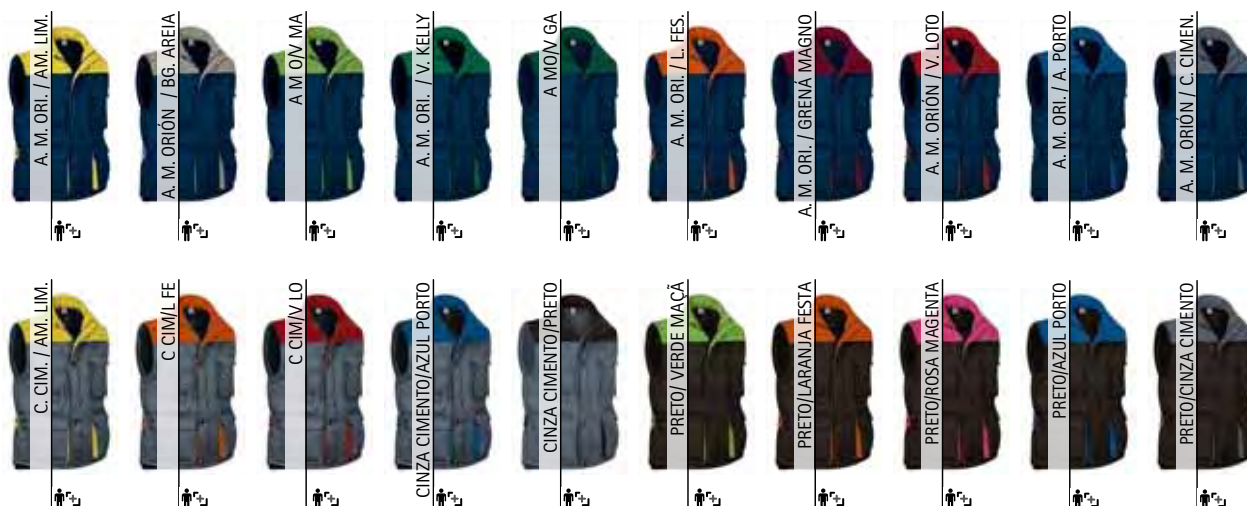 A. M. ORI. / AM. LIM.
A. M. ORIÓN / BG. AREIA
A M O/V MA
A. M. ORI. / V. KELLY
A MO/V GA
A. M. ORI. / L. FES.
A. M. ORI. / GRENÁ MAGNO
A. M. ORIÓN / V. LOTO
A. M. ORI. / A. PORTO
A. M. ORIÓN / C. CIMEN.
C. CIM. / AM. LIM.
C CIM/L FE
C CIM/V LO
CINZA CIMENTO/AZUL PORTO
CINZA CIMENTO/PRETO
PRETO/ VERDE MAÇÃ
PRETO/LARANJA FESTA
PRETO/ROSA MAGENTA
PRETO/AZUL PORTO
PRETO/CINZA CIMENTO